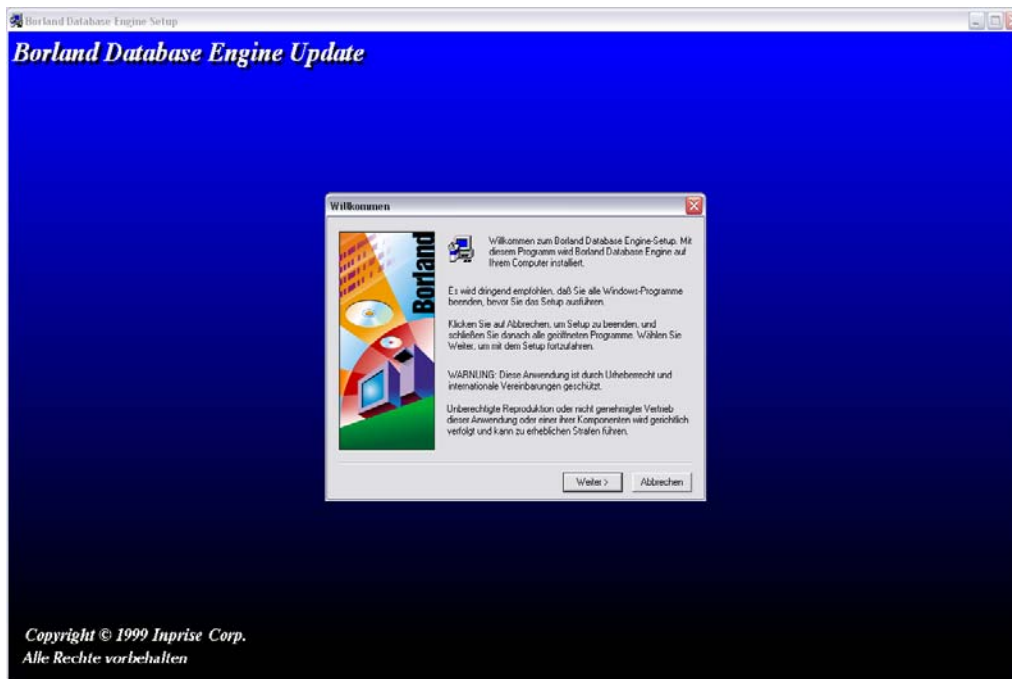 Borland Database Engine Setup
Borland Database Engine Update
Willkommen
Borland
Willkommen zum Borland Database Engine-Setup. Mit
diesem Programm wird Borland Database Engine auf
Ihrem Computer installiert.
Es wird dringend empfohlen, daß Sie alle Windows-Programme
beenden, bevor Sie das Setup ausführen.
Klicken Sie auf Abbrechen, um Setup zu beenden, und
schließen Sie danach alle geöffneten Programme. Wählen Sie
Weiter, um mit dem Setup fortzufahren.
WARNUNG: Diese Anwendung ist durch Urheberrecht und
internationale Vereinbarungen geschützt.
Unberechtigte Reproduktion oder nicht genehmigter Vertrieb
dieser Anwendung oder einer ihrer Komponenten wird gerichtlich
verfolgt und kann zu erheblichen Strafen führen.
Weiter > Abbrechen
Copyright © 1999 Inprise Corp.
Alle Rechte vorbehalten